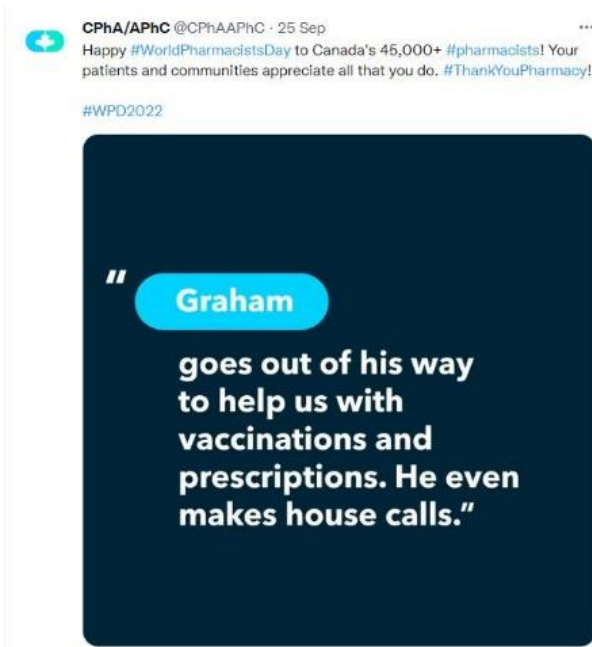 CPhA/APhC @CPhAAPhC · 25 Sep ...
Happy #WorldPharmacistsDay to Canada's 45,000+ #pharmacists! Your
patients and communities appreciate all that you do. #ThankYouPharmacy!
#WPD2022
"Graham
goes out of his way
to help us with
vaccinations and
prescriptions. He even
makes house calls."